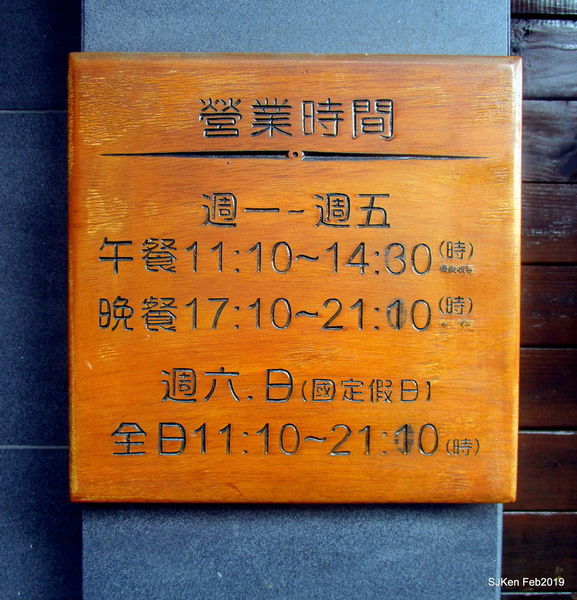 營業時間
週一~週五
午餐11:10~14:30(時)
晚餐17:10~21:10(時)
週六.日(國定假日)
全日11:10~21:10(時)
SJKen Feb2019